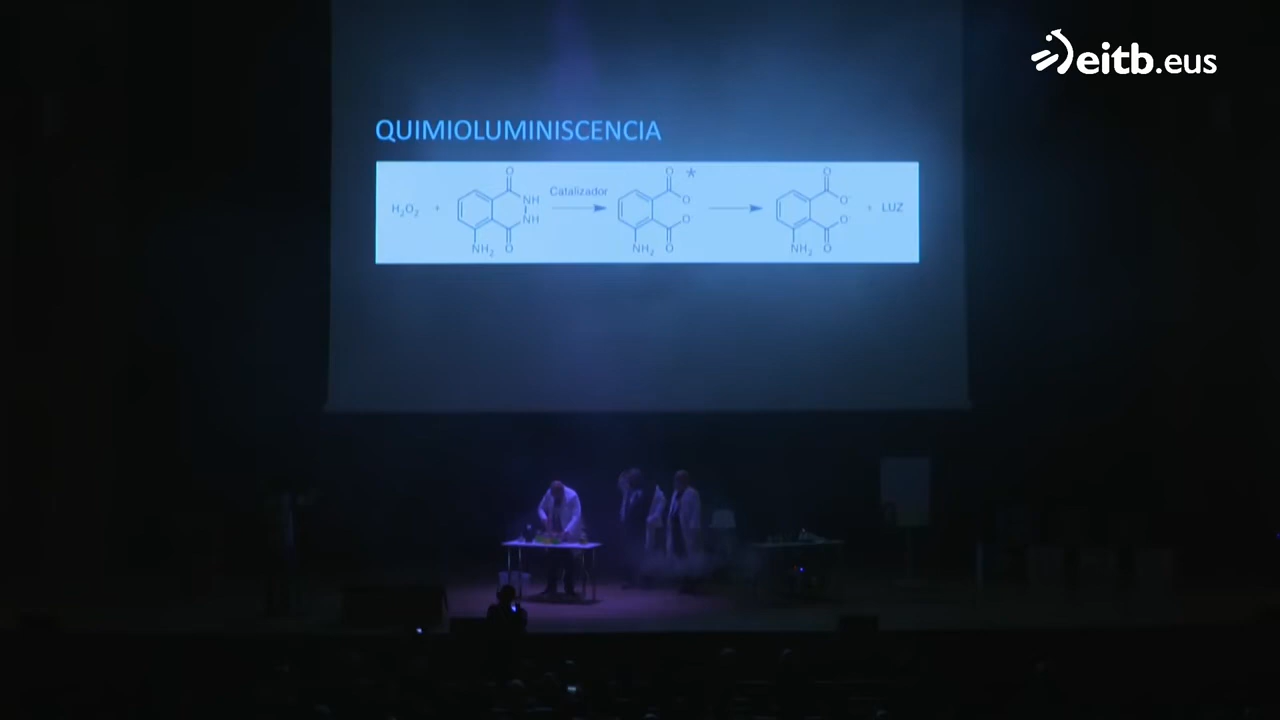 eitb.eus
QUIMIOLUMINISCENCIA
H2O2 + NH NH O O NH2 Catalizador O * O O O NH2 O O⁻ O⁻ O NH2 + LUZ